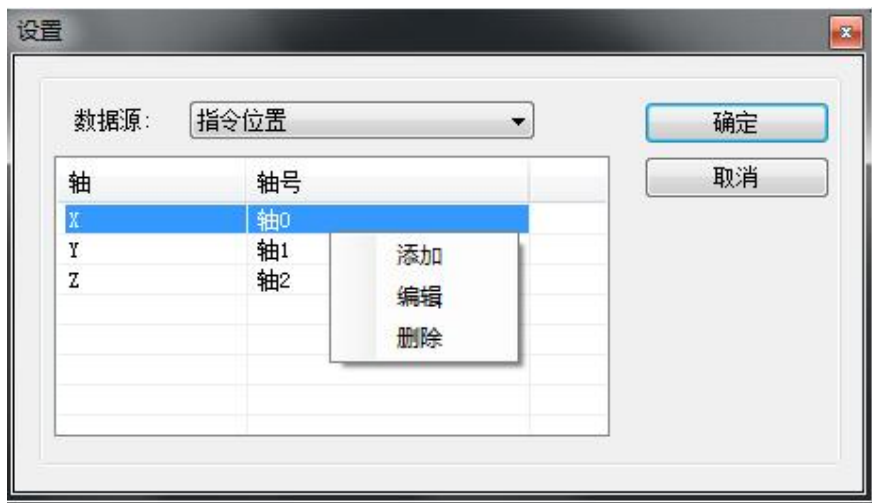 设置
数据源: 指令位置 确定
取消
轴 轴号
X 轴0
Y 轴1
Z 轴2
添加
编辑
删除